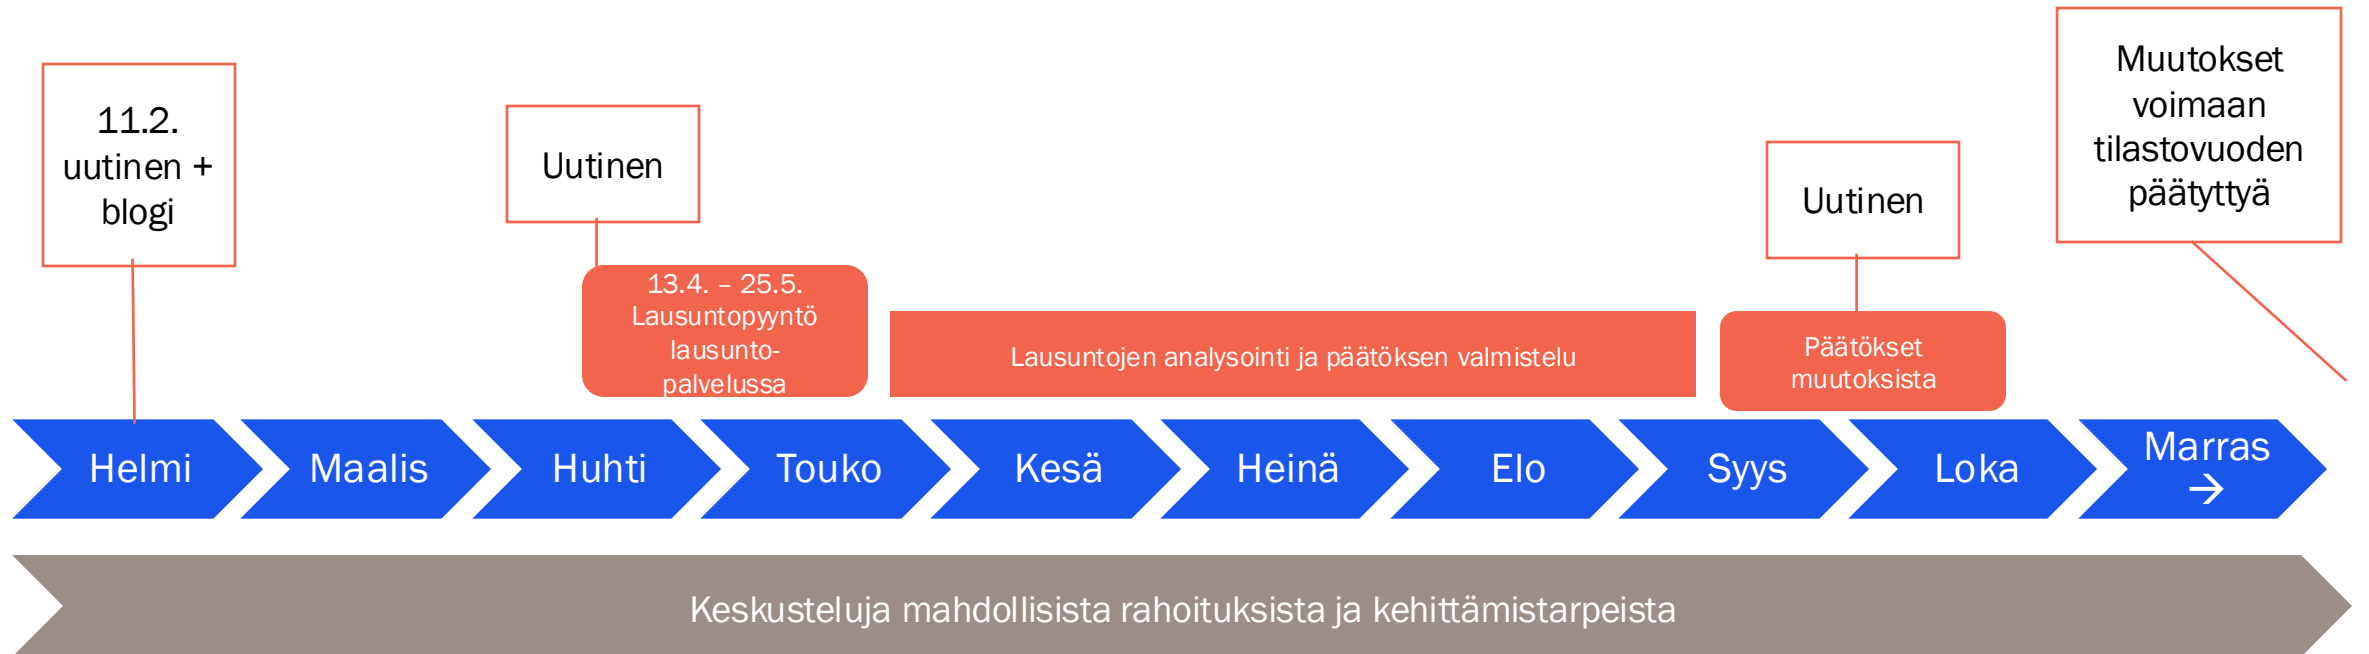 11.2.
uutinen +
blogi
Uutinen
13.4. – 25.5.
Lausuntopyyntö
lausunto-
palvelussa
Lausuntojen analysointi ja päätöksen valmistelu
Uutinen
Päätökset
muutoksista
Muutokset
voimaan
tilastovuoden
päätyttyä
Helmi
Maalis
Huhti
Touko
Kesä
Heinä
Elo
Syys
Loka
Marras
→
Keskusteluja mahdollisista rahoituksista ja kehittämistarpeista